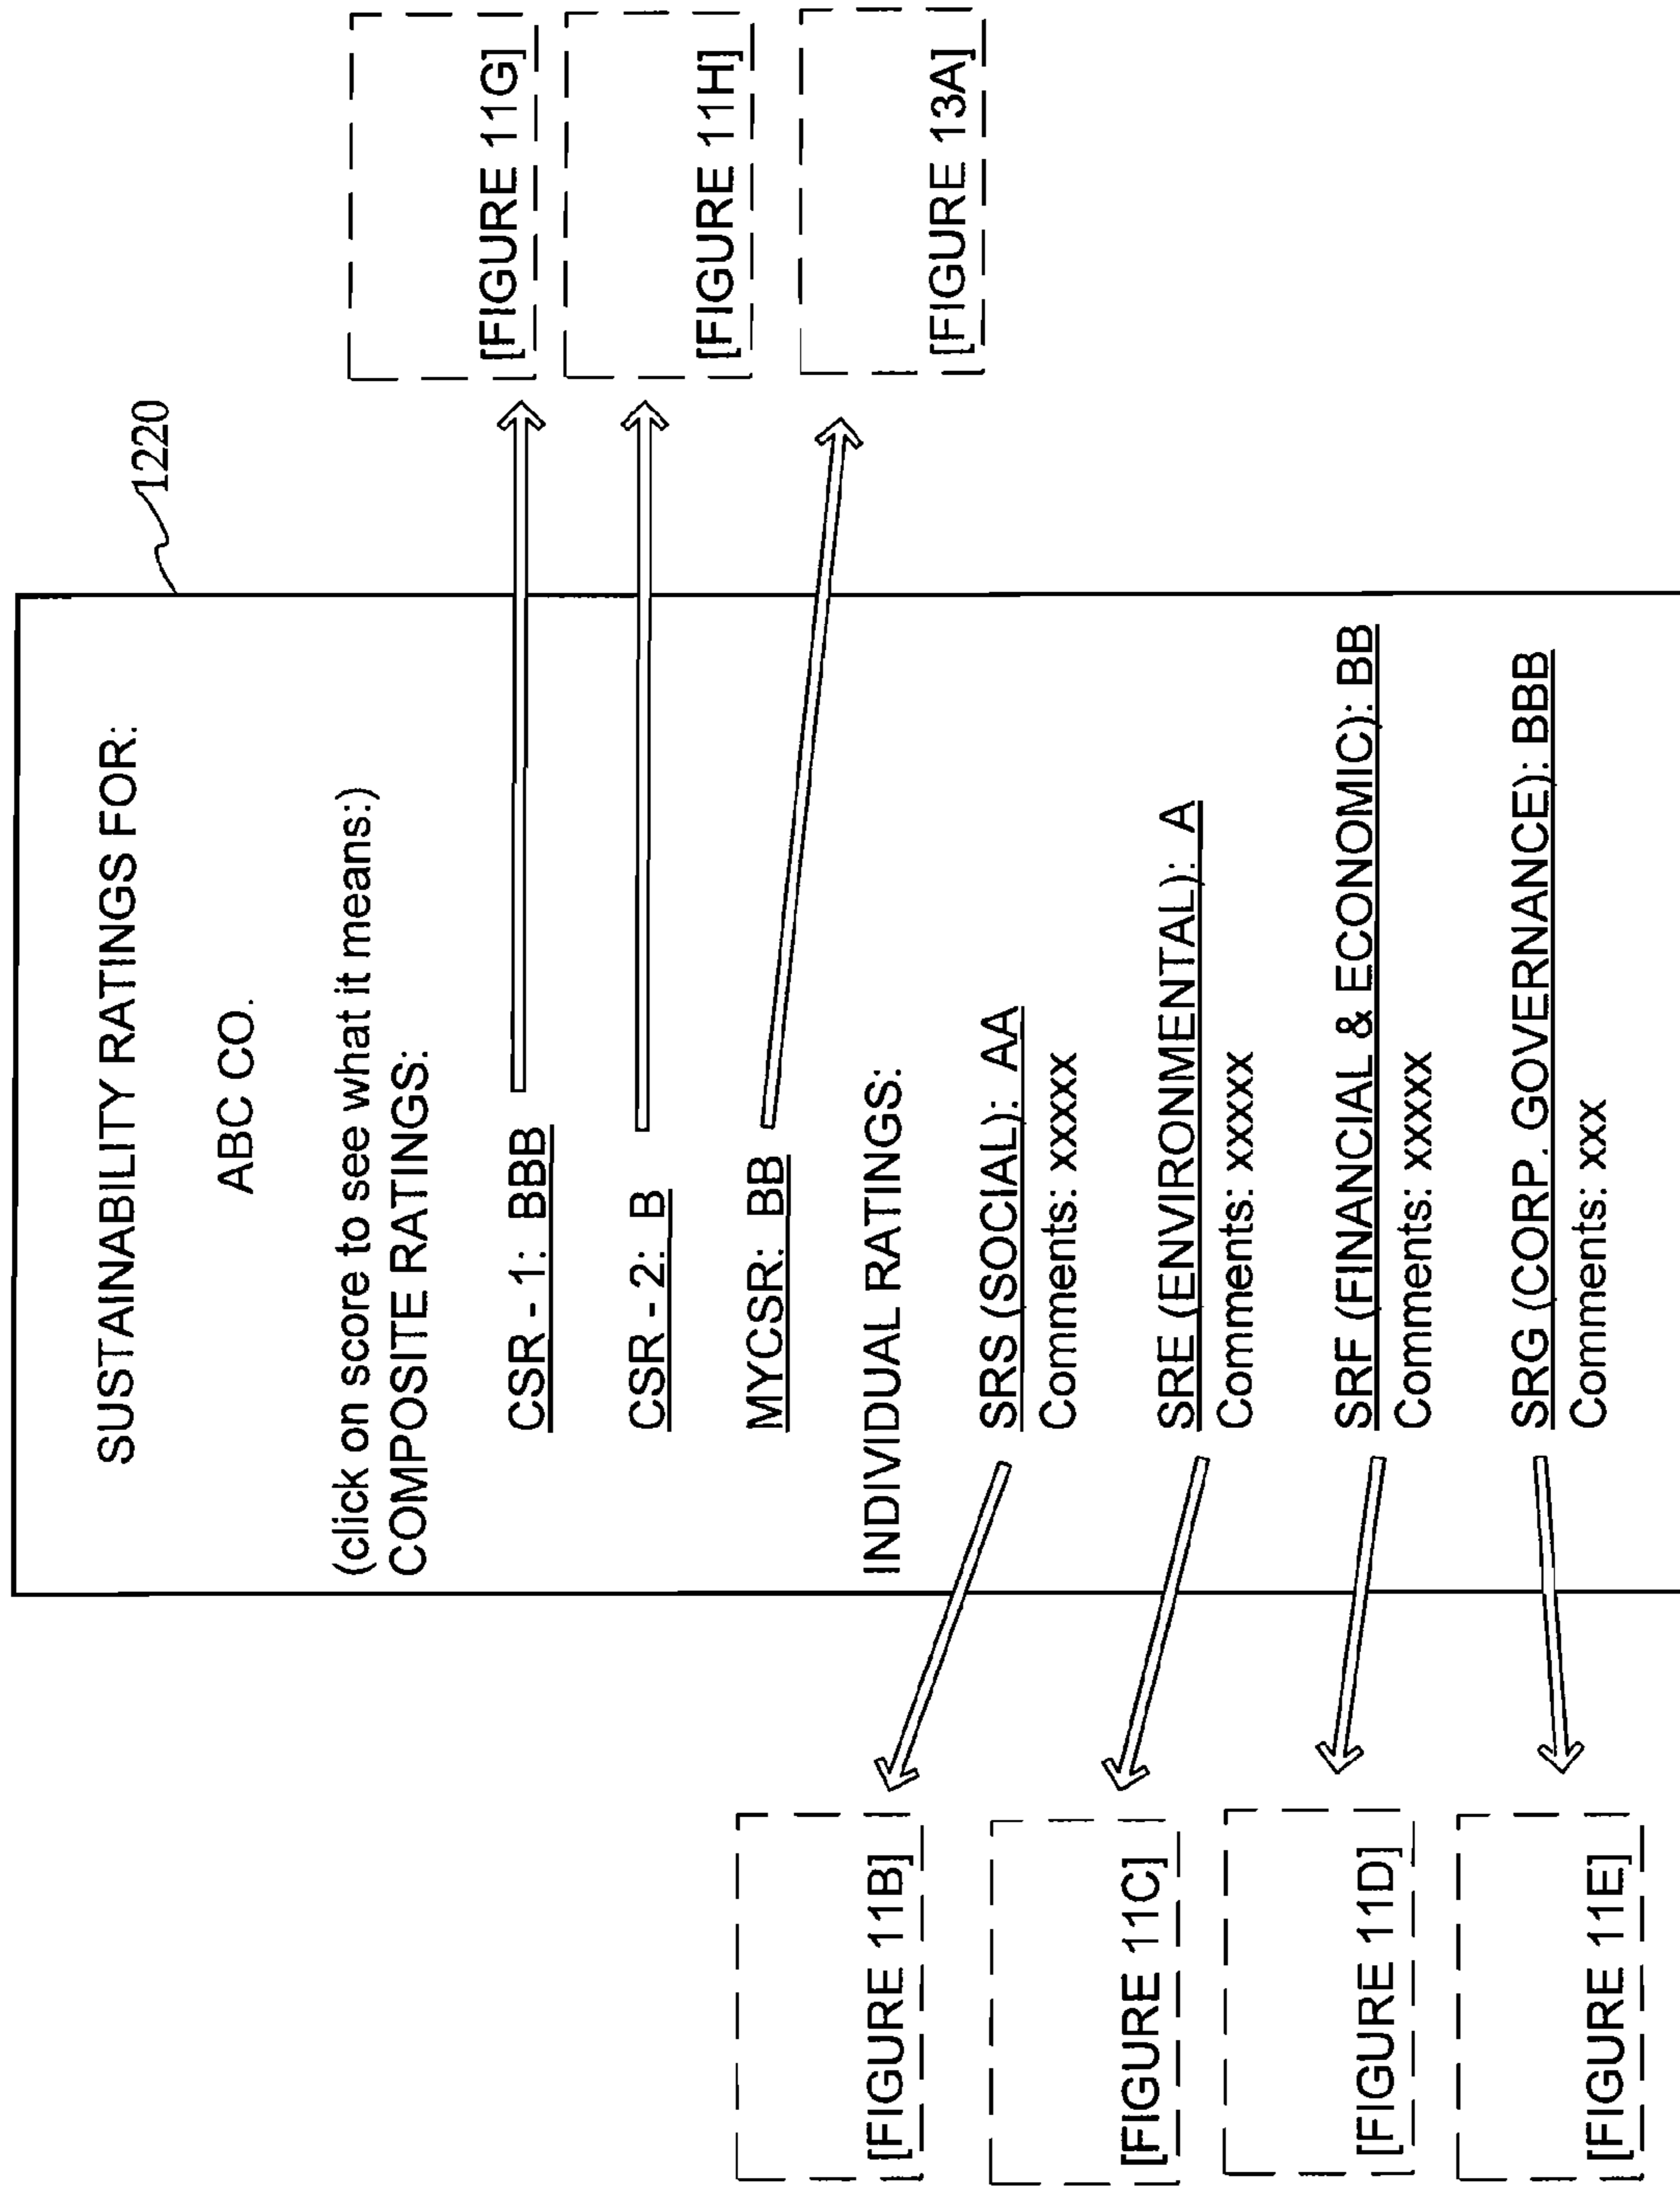 1220
SUSTAINABILITY RATINGS FOR:
ABC CO.
(click on score to see what it means:)
COMPOSITE RATINGS:
CSR - 1: BBB
[FIGURE 11G]
CSR - 2: B
[FIGURE 11H]
MYCSR: BB
[FIGURE 13A]
INDIVIDUAL RATINGS:
SRS (SOCIAL): AA
Comments: xxxxx
[FIGURE 11B]
SRE (ENVIRONMENTAL): A
Comments: xxxxx
[FIGURE 11C]
SRF (FINANCIAL & ECONOMIC): BB
Comments: xxxxx
[FIGURE 11D]
SRG (CORP. GOVERNANCE): BBB
Comments: xxx
[FIGURE 11E]